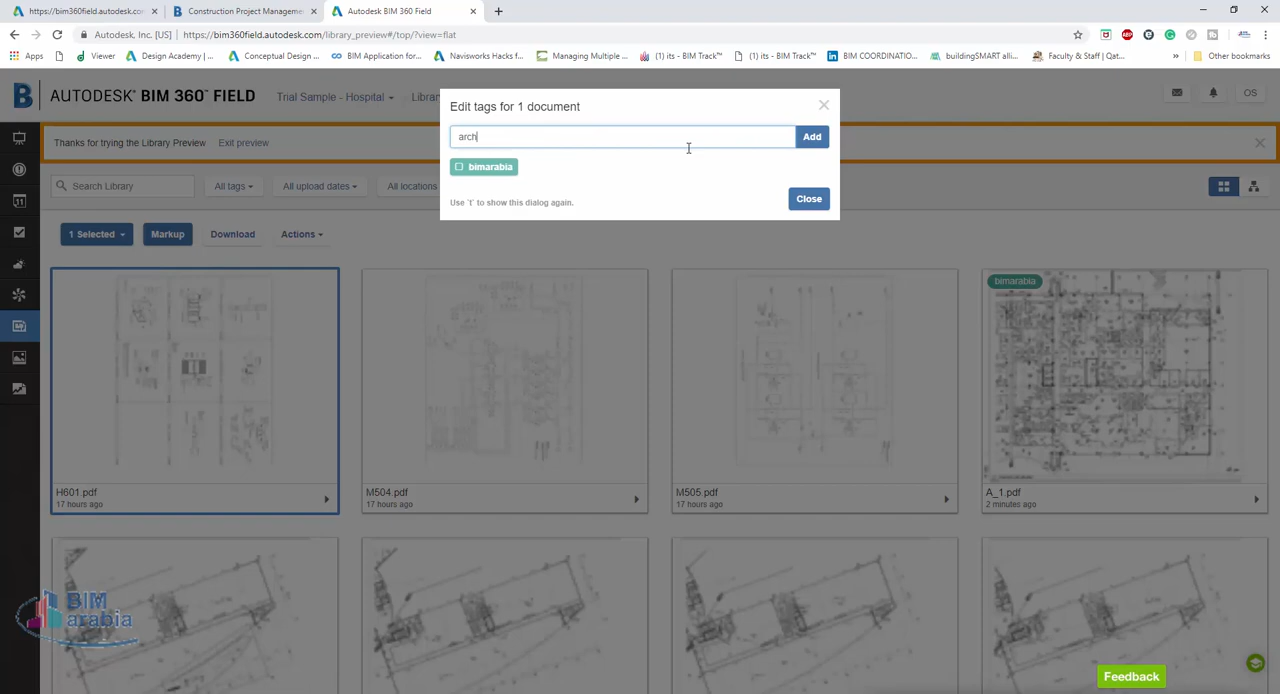 https://bim360field.autodesk.com/
Construction Project Manageme
Autodesk BIM 360 Field
Autodesk, Inc. [US]
https://bim360field.autodesk.com/library_preview#/top/?view=flat
Apps
Viewer
Design Academy | ...
Conceptual Design ...
BIM Application for...
Navisworks Hacks f...
Managing Multiple ...
(1) its - BIM Track™
(1) its - BIM Track™
BIM COORDINATIO...
buildingSMART alli...
Faculty & Staff | Qat...
»
Other bookmarks
AUTODESK® BIM 360™ FIELD
Trial Sample - Hospital
Librar
OS
Thanks for trying the Library Preview
Exit preview
Edit tags for 1 document
arch
Add
bimarabia
Use `t` to show this dialog again.
Close
Search Library
All tags
All upload dates
All locations
1 Selected
Markup
Download
Actions
bimarabia
H601.pdf
17 hours ago
M504.pdf
17 hours ago
M505.pdf
17 hours ago
A_1.pdf
2 minutes ago
BIM
arabia
Feedback